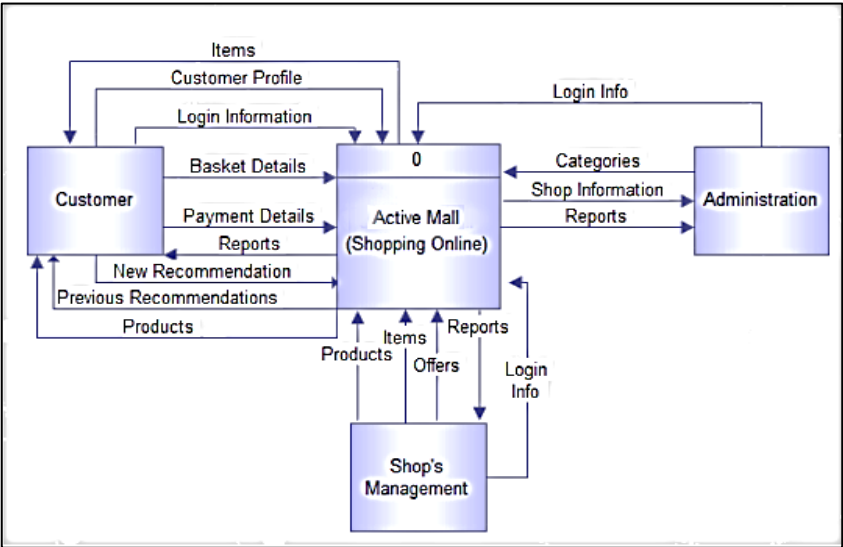 Items
Customer Profile
Login Information
Login Info
0
Basket Details
Categories
Shop Information
Customer
Administration
Payment Details
Active Mall
(Shopping Online)
Reports
Reports
New Recommendation
Previous Recommendations
Products
Products
Items
Offers
Reports
Login
Info
Shop's
Management